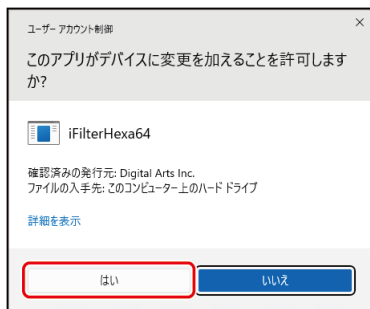 ユーザー アカウント制御
このアプリがデバイスに変更を加えることを許可します
か?
iFilterHexa64
確認済みの発行元: Digital Arts Inc.
ファイルの入手先: このコンピューター上のハード ドライブ
詳細を表示
はい
いいえ